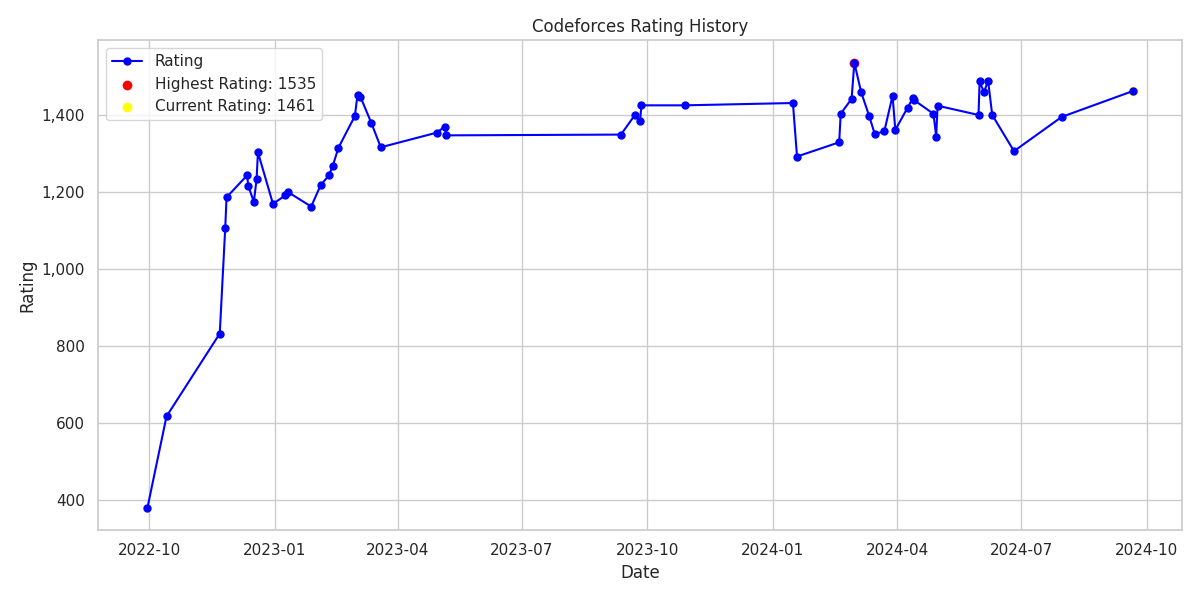 Codeforces Rating History
Rating
Highest Rating: 1535
Current Rating: 1461
1,400
1,200
1,000
800
600
400
Rating
2022-10
2023-01
2023-04
2023-07
2023-10
2024-01
2024-04
2024-07
2024-10
Date